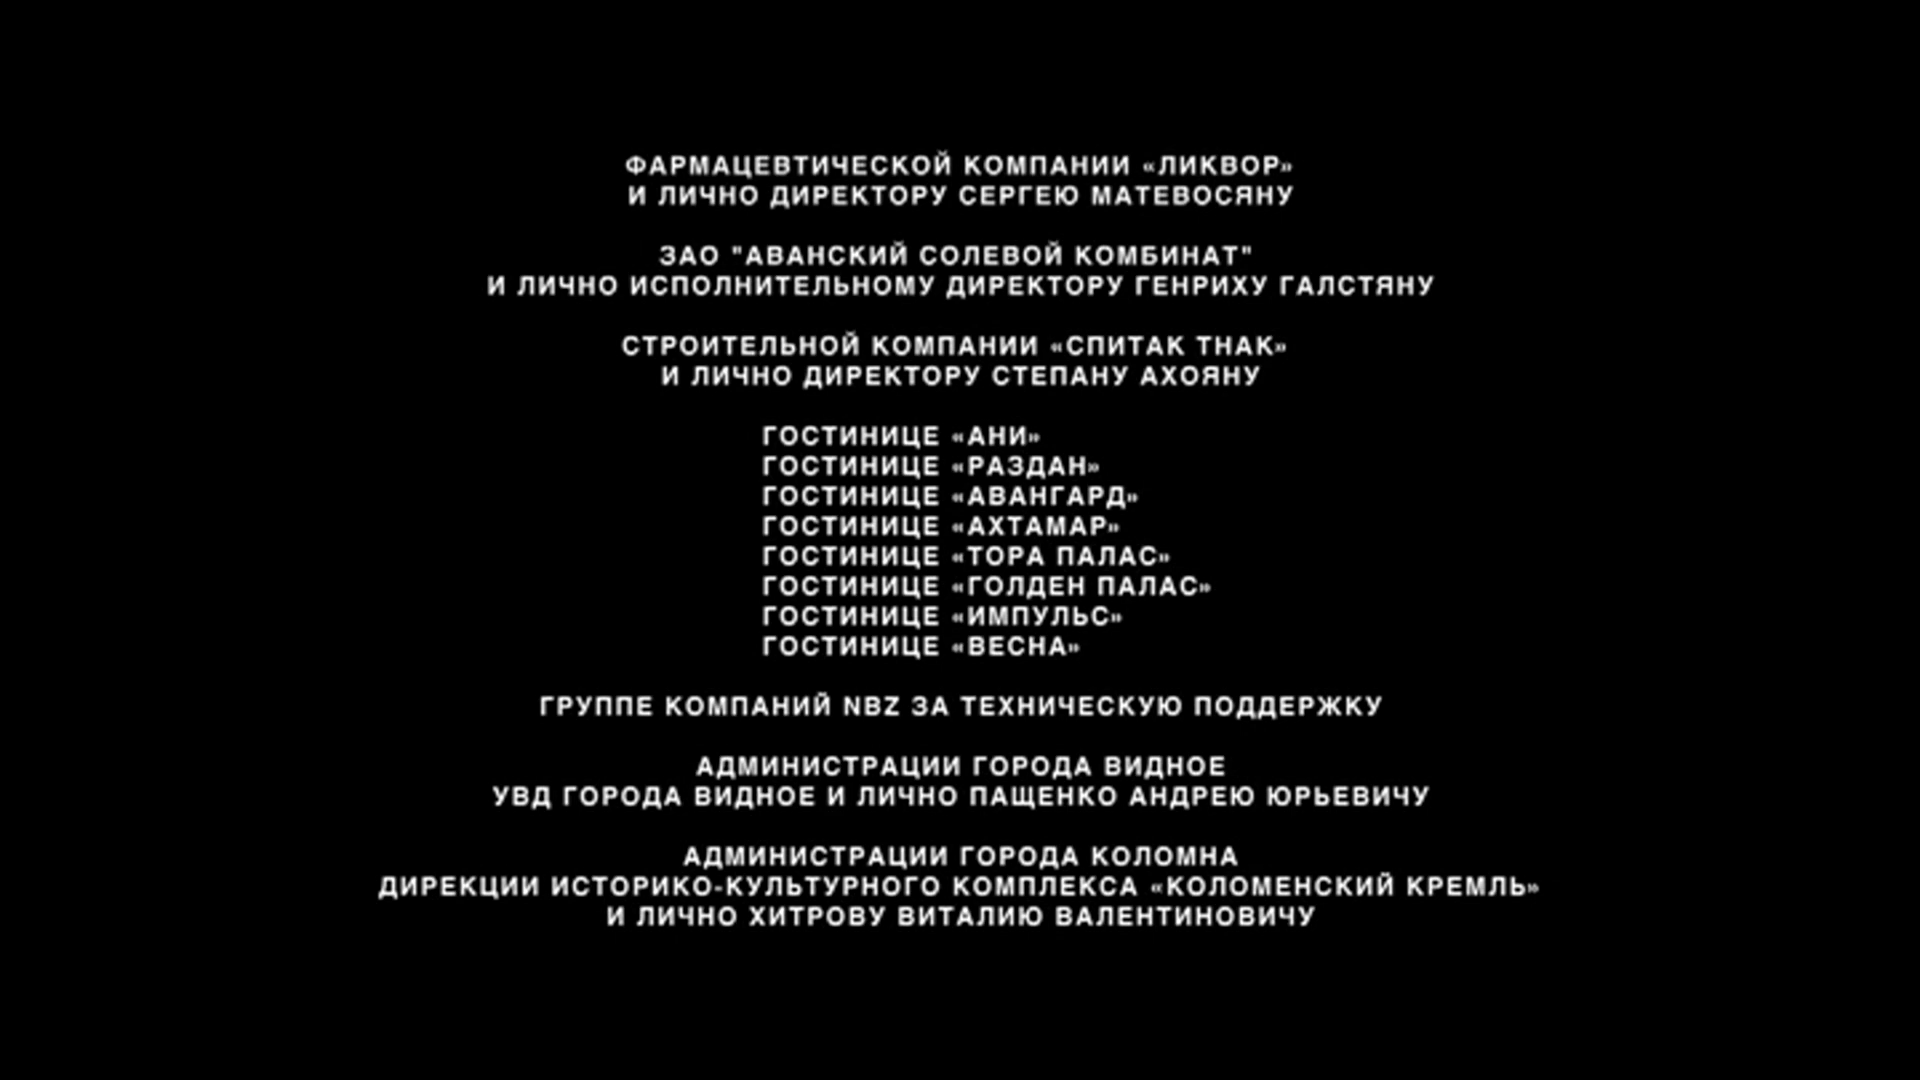 ФАРМАЦЕВТИЧЕСКОЙ КОМПАНИИ «ЛИКВОР»
И ЛИЧНО ДИРЕКТОРУ СЕРГЕЮ МАТЕВОСЯНУ
ЗАО "АВАНСКИЙ СОЛЕВОЙ КОМБИНАТ"
И ЛИЧНО ИСПОЛНИТЕЛЬНОМУ ДИРЕКТОРУ ГЕНРИХУ ГАЛСТЯНУ
СТРОИТЕЛЬНОЙ КОМПАНИИ «СПИТАК ТНАК»
И ЛИЧНО ДИРЕКТОРУ СТЕПАНУ АХОЯНУ
ГОСТИНИЦЕ «АНИ»
ГОСТИНИЦЕ «РАЗДАН»
ГОСТИНИЦЕ «АВАНГАРД»
ГОСТИНИЦЕ «АХТАМАР»
ГОСТИНИЦЕ «ТОРА ПАЛАС»
ГОСТИНИЦЕ «ГОЛДЕН ПАЛАС»
ГОСТИНИЦЕ «ИМПУЛЬС»
ГОСТИНИЦЕ «ВЕСНА»
ГРУППЕ КОМПАНИЙ NBZ ЗА ТЕХНИЧЕСКУЮ ПОДДЕРЖКУ
АДМИНИСТРАЦИИ ГОРОДА ВИДНОЕ
УВД ГОРОДА ВИДНОЕ И ЛИЧНО ПАЩЕНКО АНДРЕЮ ЮРЬЕВИЧУ
АДМИНИСТРАЦИИ ГОРОДА КОЛОМНА
ДИРЕКЦИИ ИСТОРИКО-КУЛЬТУРНОГО КОМПЛЕКСА «КОЛОМЕНСКИЙ КРЕМЛЬ»
И ЛИЧНО ХИТРОВУ ВИТАЛИЮ ВАЛЕНТИНОВИЧУ